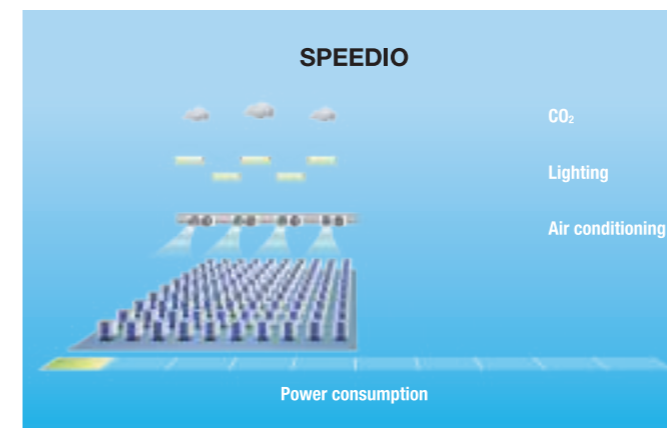 SPEEDIO
CO₂
Lighting
Air conditioning
Power consumption